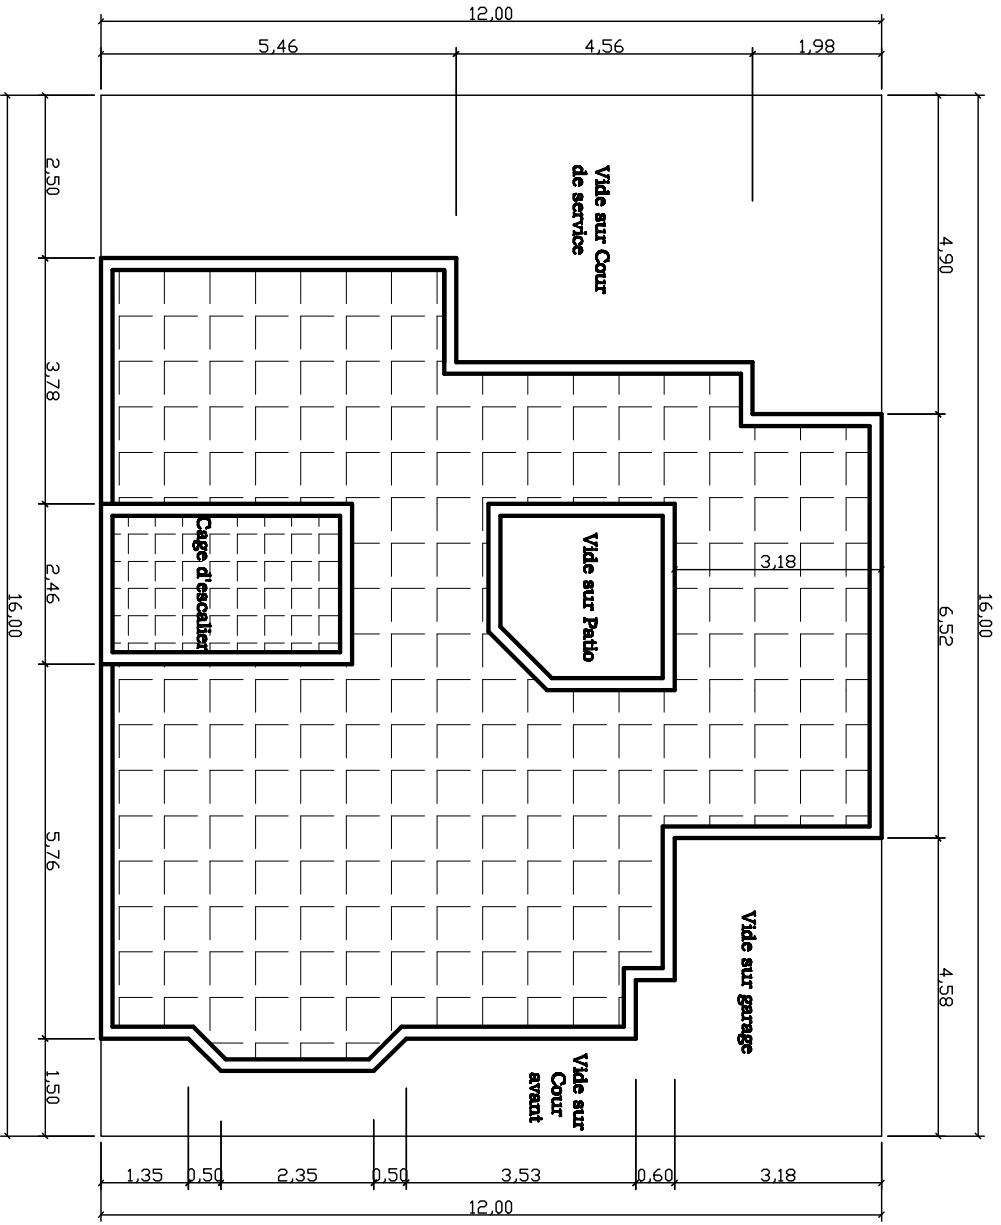 12,00
5,46
4,56
1,98
16,00
4,90
6,52
4,58
2,50
3,78
2,46
5,76
1,50
16,00
Vide sur Cour
de service
Vide sur Patio
3,18
Cage d'escalier
Vide sur garage
Vide sur
Cour
avant
1,35
0,50
2,35
0,50
3,53
0,60
3,18
12,00